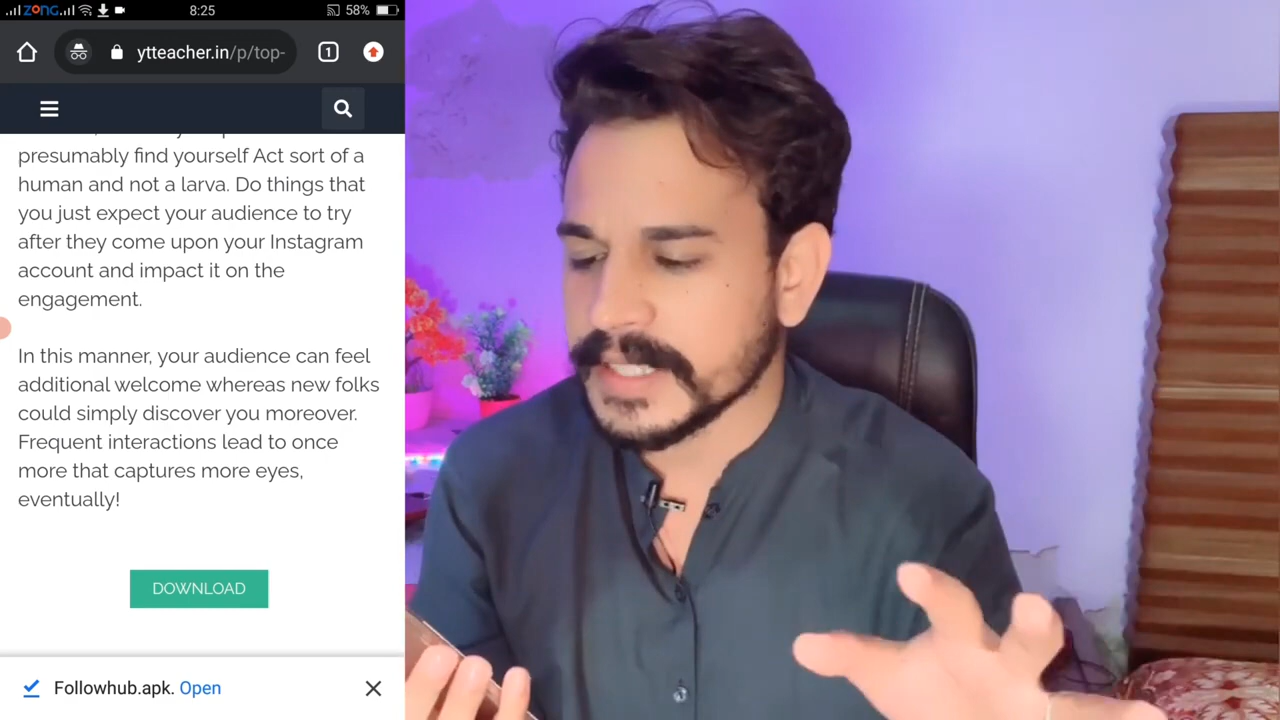 ZONG
8:25
58%
ytteacher.in/p/top-
1
presumably find yourself Act sort of a
human and not a larva. Do things that
you just expect your audience to try
after they come upon your Instagram
account and impact it on the
engagement.
In this manner, your audience can feel
additional welcome whereas new folks
could simply discover you moreover.
Frequent interactions lead to once
more that captures more eyes,
eventually!
DOWNLOAD
Followhub.apk. Open